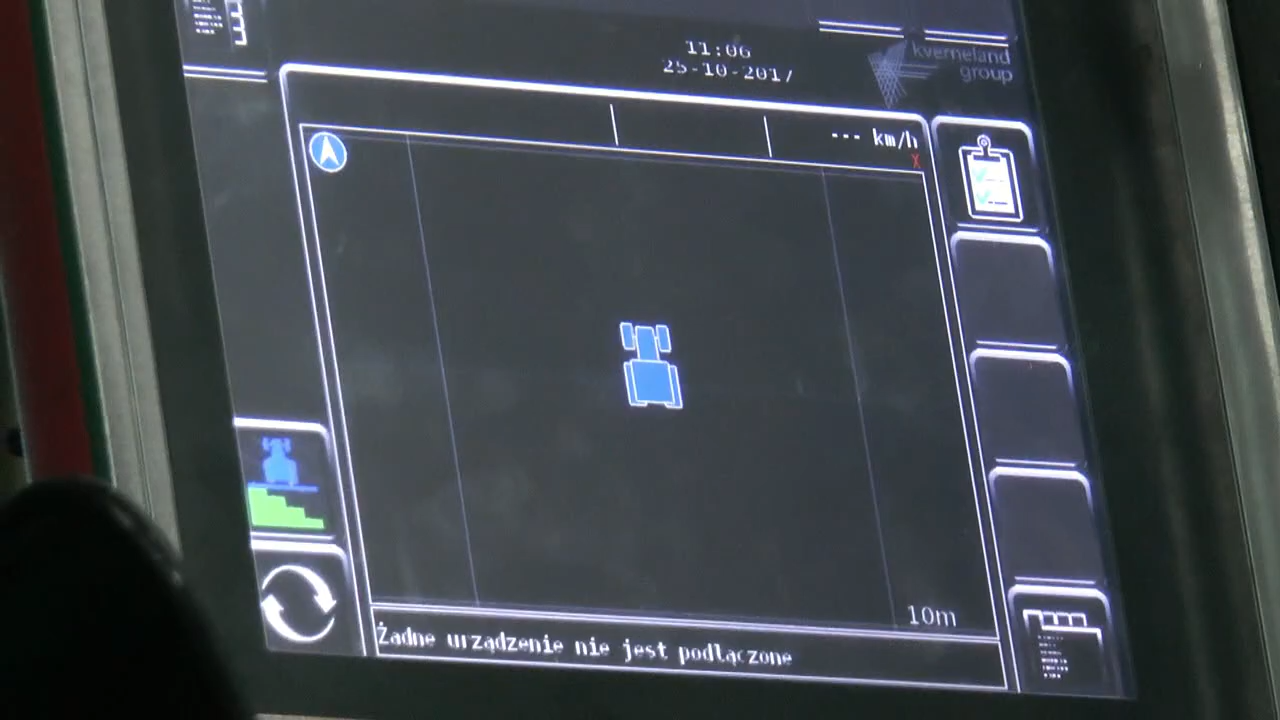 11:06
25-10-2017
kverneland
group
--- km/h
X
10m
Żadne urządzenie nie jest podłączone